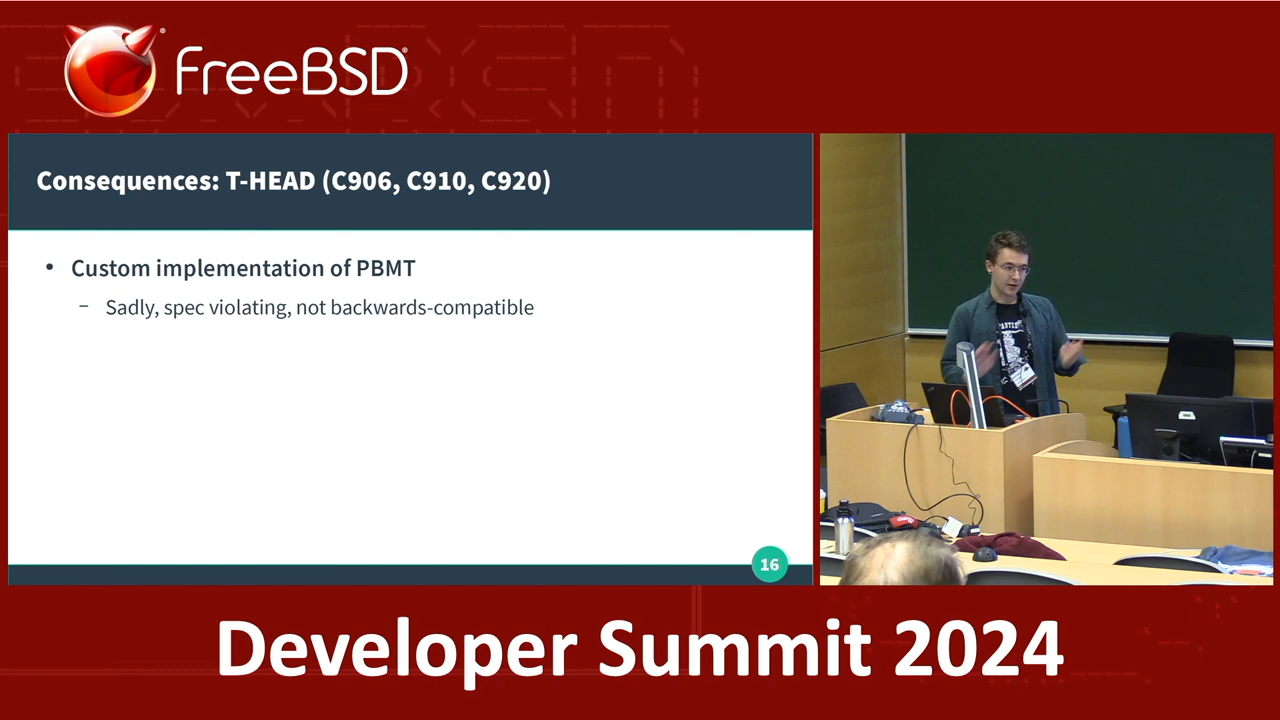 FreeBSD
Consequences: T-HEAD (C906, C910, C920)
• Custom implementation of PBMT
– Sadly, spec violating, not backwards-compatible
16
Developer Summit 2024